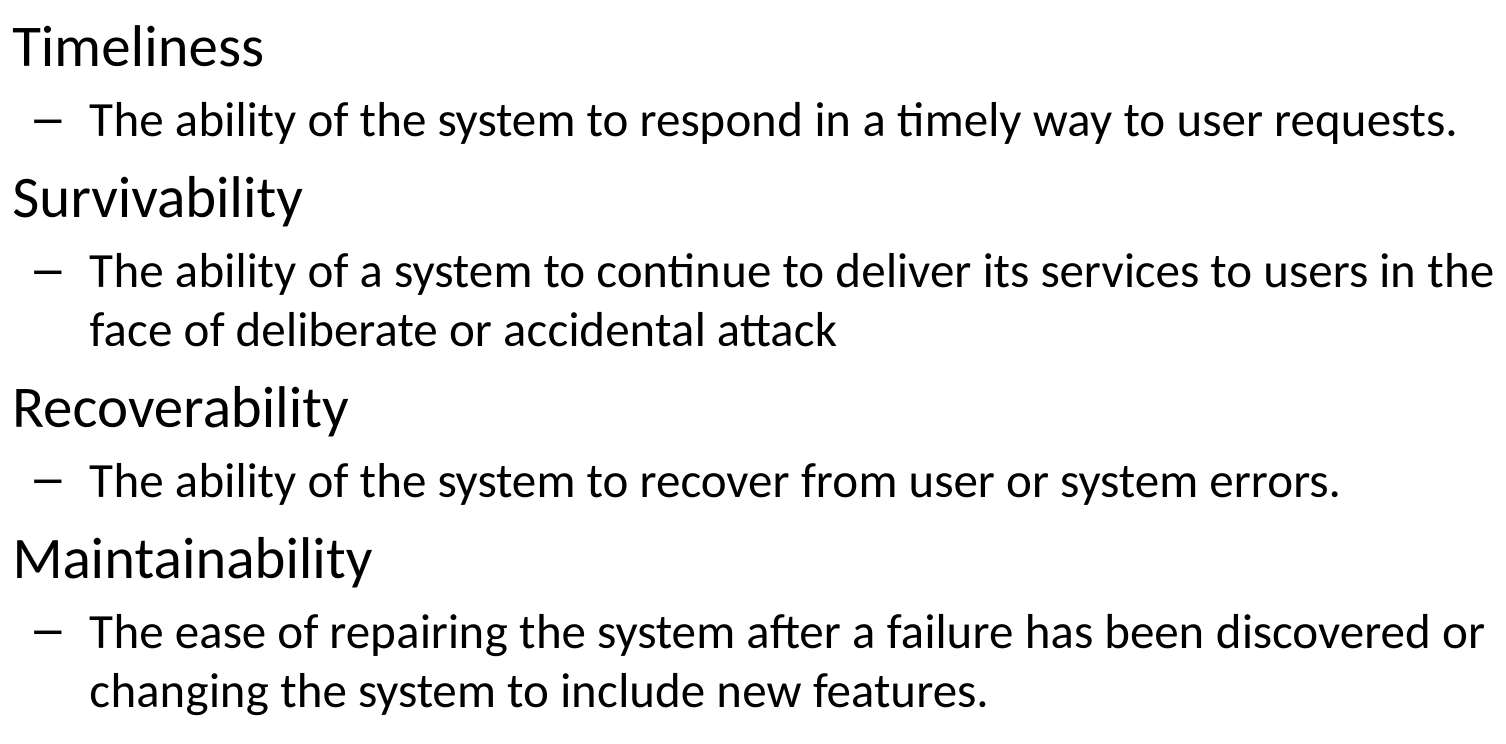 Timeliness
– The ability of the system to respond in a timely way to user requests.
Survivability
– The ability of a system to continue to deliver its services to users in the
face of deliberate or accidental attack
Recoverability
– The ability of the system to recover from user or system errors.
Maintainability
– The ease of repairing the system after a failure has been discovered or
changing the system to include new features.